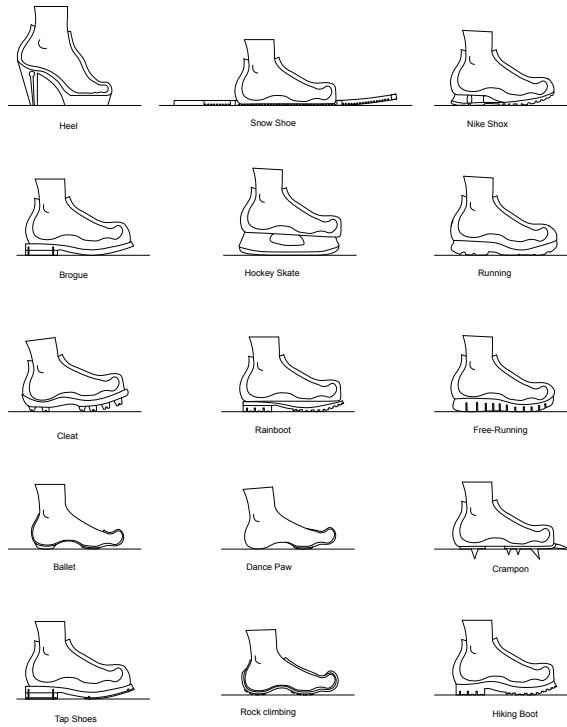 Heel
Snow Shoe
Nike Shox
Brogue
Hockey Skate
Running
Cleat
Rainboot
Free-Running
Ballet
Dance Paw
Crampon
Tap Shoes
Rock climbing
Hiking Boot